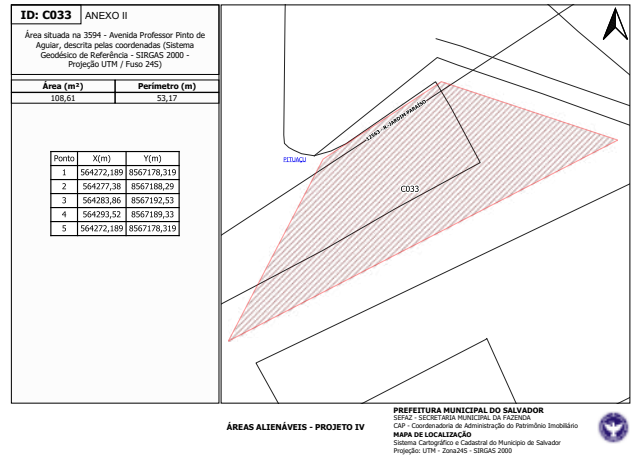 ID: C033 ANEXO II
Área situada na 3594 - Avenida Professor Pinto de
Aguiar, descrita pelas coordenadas (Sistema
Geodésico de Referência - SIRGAS 2000 -
Projeção UTM / Fuso 24S)
Área (m²) Perímetro (m)
108,61 53,17
Ponto X(m) Y(m)
1 564272,189 8567178,319
2 564277,38 8567188,29
3 564283,86 8567192,53
4 564293,52 8567189,33
5 564272,189 8567178,319
PITUAÇU
12563 - R. JARDIM PARAÍSO
C033
ÁREAS ALIENÁVEIS - PROJETO IV
PREFEITURA MUNICIPAL DO SALVADOR
SEFAZ - SECRETARIA MUNICIPAL DA FAZENDA
CAP - Coordenadoria de Administração do Patrimônio Imobiliário
MAPA DE LOCALIZAÇÃO
Sistema Cartográfico e Cadastral do Município de Salvador
Projeção: UTM - Zona24S - SIRGAS 2000